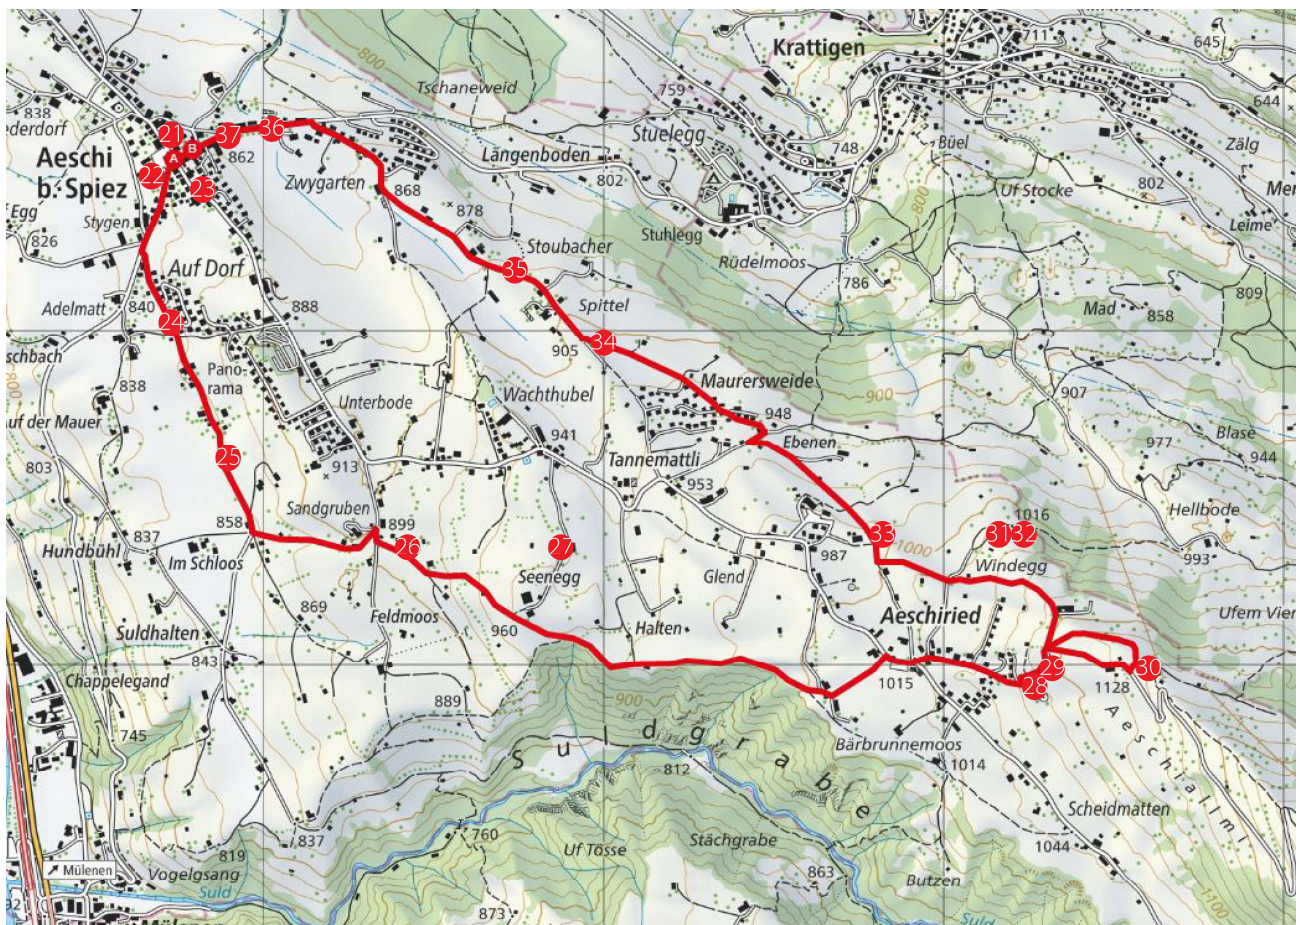 Krattigen
711
645
644
Tschaneweid
759
838
ederdorf
21
37
36
A
B
862
Aeschi
b. Spiez
22
23
Stuelegg
748
Büel
Zälg
Zwygarten
868
Längenboden
802
Uf Stocke
802
800
Leime
Egg
826
Stygen
878
Stoubacher
Stuhlegg
Rüdelmoos
Auf Dorf
35
786
809
Adelmatt
840
888
Spittel
Mad
858
24
34
905
schbach
Pano-
rama
838
Maurersweide
907
900
Wachthubel
Unterbode
948
uf der Mauer
941
Ebenen
977
Blase
944
25
913
Tannemattli
953
803
Sandgruben
899
858
26
27
33
31
32
1016
Hellbode
837
Hundbühl
Im Schloos
987
1000
Windegg
993
Seenegg
Glend
869
Feldmoos
960
Halten
Aeschiried
Ufem Vier
Suldhalten
843
29
30
28
1015
1128
Chappelegand
889
900
Aeschiallmi
745
Suldgrabe
Bärbrunnemoos
1014
812
Scheidmatten
760
837
819
Uf Tösse
Stächgrabe
1044
Mülenen
Vogelgsang
863
Butzen
Suld
873
Suld
1100
Mülenen